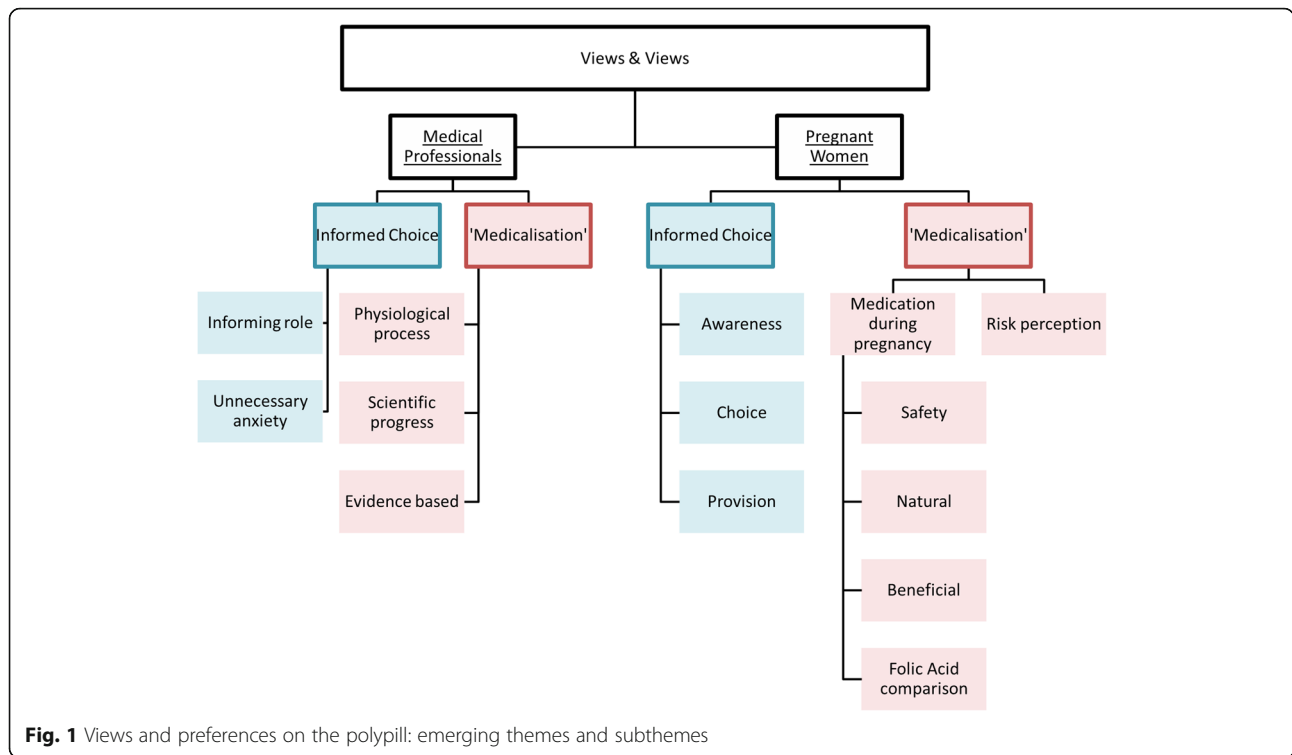 Views & Views
Medical
Professionals
Pregnant
Women
Informed Choice
'Medicalisation'
Informed Choice
'Medicalisation'
Informing role
Unnecessary
anxiety
Physiological
process
Scientific
progress
Evidence based
Awareness
Choice
Provision
Medication
during
pregnancy
Risk perception
Safety
Natural
Beneficial
Folic Acid
comparison
Fig. 1 Views and preferences on the polypill: emerging themes and subthemes